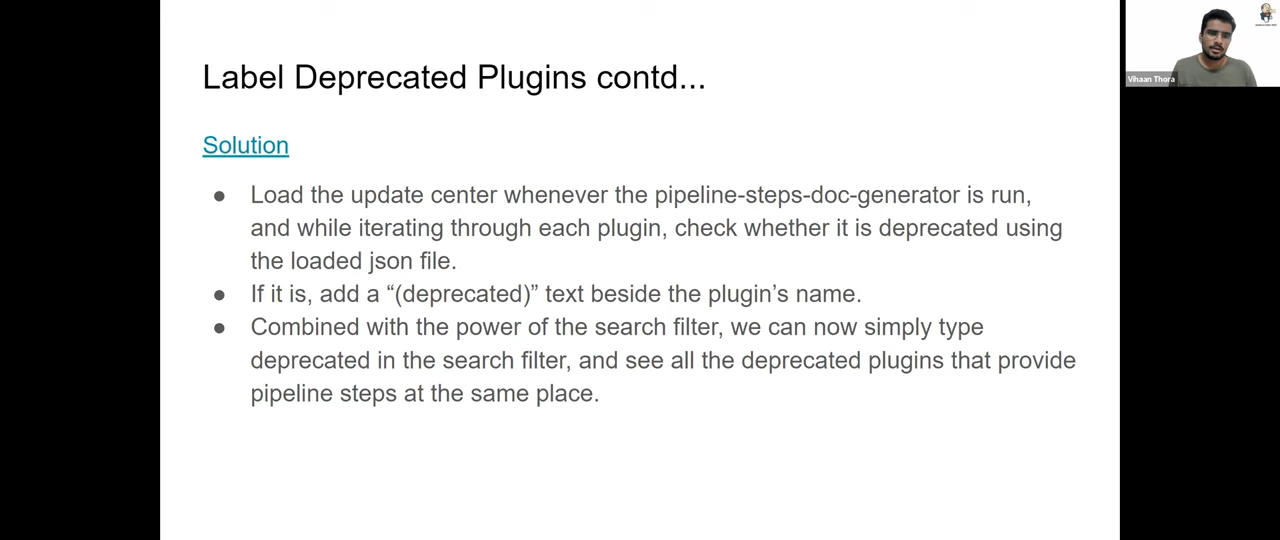 Label Deprecated Plugins contd...
Solution
● Load the update center whenever the pipeline-steps-doc-generator is run,
and while iterating through each plugin, check whether it is deprecated using
the loaded json file.
● If it is, add a “(deprecated)” text beside the plugin’s name.
● Combined with the power of the search filter, we can now simply type
deprecated in the search filter, and see all the deprecated plugins that provide
pipeline steps at the same place.
Vihaan Thora